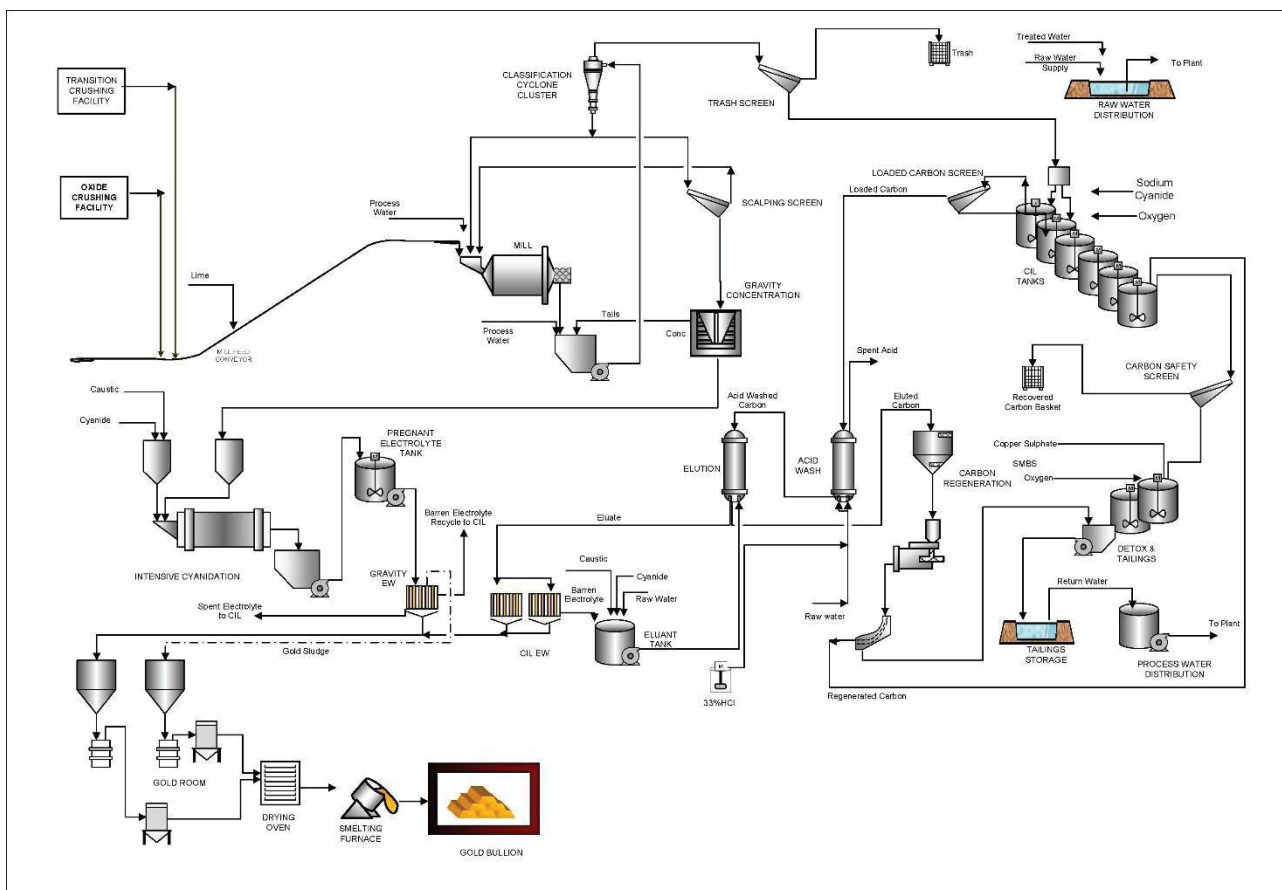 TRANSITION
CRUSHING
FACILITY
OXIDE
CRUSHING
FACILITY
CLASSIFICATION
CYCLONE
CLUSTER
TRASH SCREEN
Trash
Treated Water
Raw Water
Supply
To Plant
RAW WATER
DISTRIBUTION
LOADED CARBON SCREEN
Loaded Carbon
Sodium
Cyanide
Oxygen
CIL
TANKS
Process
Water
SCALPING SCREEN
MILL
Lime
MILL FEED
CONVEYOR
Process
Water
Tails
GRAVITY
CONCENTRATION
Conc
Spent Acid
CARBON SAFETY
SCREEN
Recovered
Carbon Basket
Caustic
Cyanide
PREGNANT
ELECTROLYTE
TANK
Acid Washed
Carbon
Eluted
Carbon
ELUTION
ACID
WASH
CARBON
REGENERATION
Copper Sulphate
SMBS
Oxygen
DETOX &
TAILINGS
INTENSIVE CYANIDATION
Barren Electrolyte
Recycle to CIL
Eluate
GRAVITY
EW
Spent Electrolyte
to CIL
Caustic
Cyanide
Raw Water
Barren
Electrolyte
ELUANT
TANK
CIL EW
Gold Sludge
Raw water
33%HCl
Return Water
To Plant
TAILINGS
STORAGE
PROCESS WATER
DISTRIBUTION
Regenerated Carbon
GOLD ROOM
DRYING
OVEN
SMELTING
FURNACE
GOLD BULLION